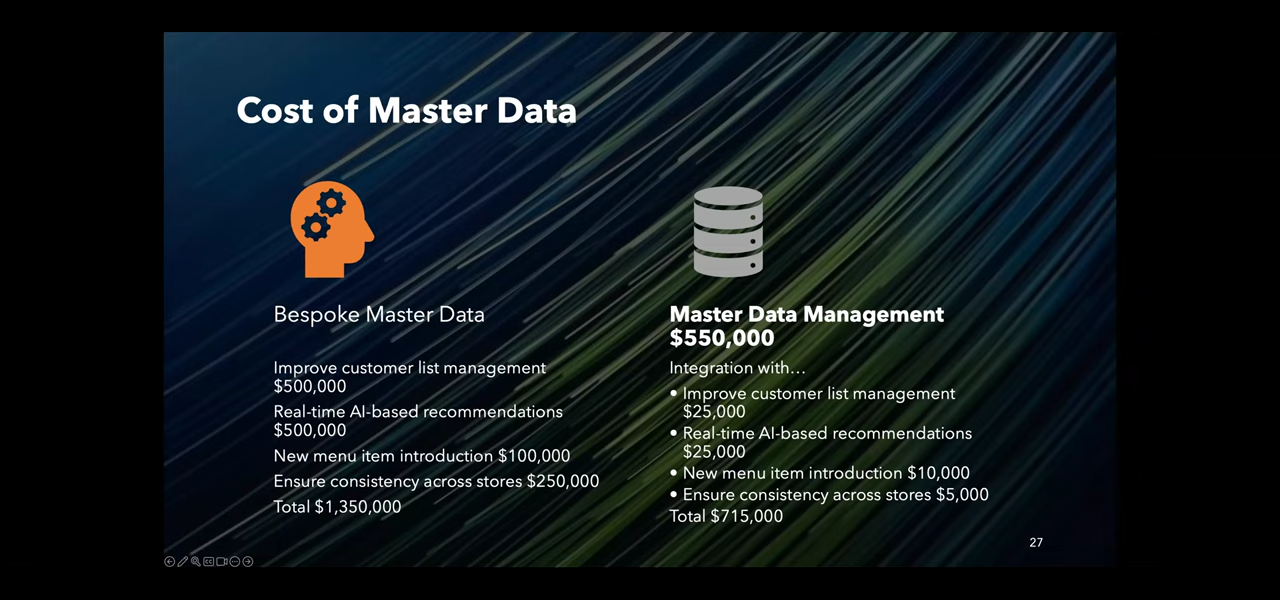 Cost of Master Data
Bespoke Master Data
Improve customer list management
$500,000
Real-time AI-based recommendations
$500,000
New menu item introduction $100,000
Ensure consistency across stores $250,000
Total $1,350,000
Master Data Management
$550,000
Integration with…
• Improve customer list management
$25,000
• Real-time AI-based recommendations
$25,000
• New menu item introduction $10,000
• Ensure consistency across stores $5,000
Total $715,000
27